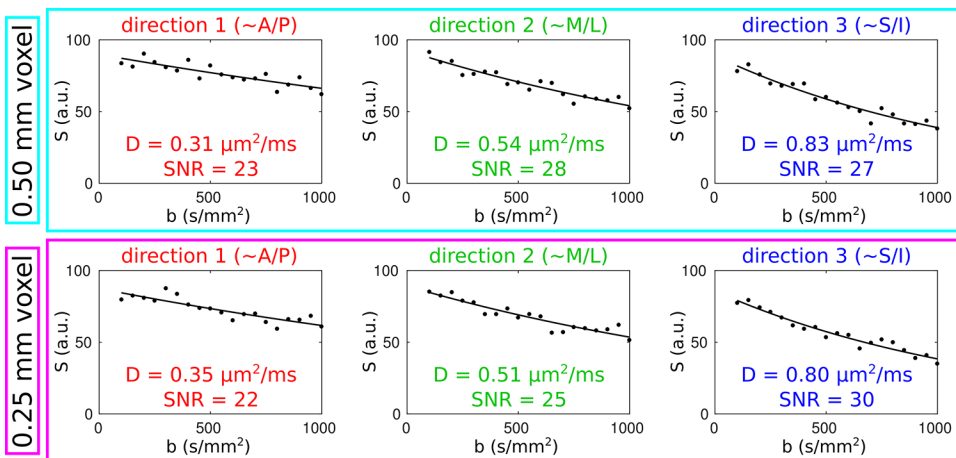 0.50 mm voxel
direction 1 (~A/P)
direction 2 (~M/L)
direction 3 (~S/I)
100
50
0
S (a.u.)
D = 0.31 µm²/ms
SNR = 23
0
500
1000
b (s/mm²)
100
50
0
S (a.u.)
D = 0.54 µm²/ms
SNR = 28
0
500
1000
b (s/mm²)
100
50
0
S (a.u.)
D = 0.83 µm²/ms
SNR = 27
0
500
1000
b (s/mm²)
0.25 mm voxel
direction 1 (~A/P)
direction 2 (~M/L)
direction 3 (~S/I)
100
50
0
S (a.u.)
D = 0.35 µm²/ms
SNR = 22
0
500
1000
b (s/mm²)
100
50
0
S (a.u.)
D = 0.51 µm²/ms
SNR = 25
0
500
1000
b (s/mm²)
100
50
0
S (a.u.)
D = 0.80 µm²/ms
SNR = 30
0
500
1000
b (s/mm²)